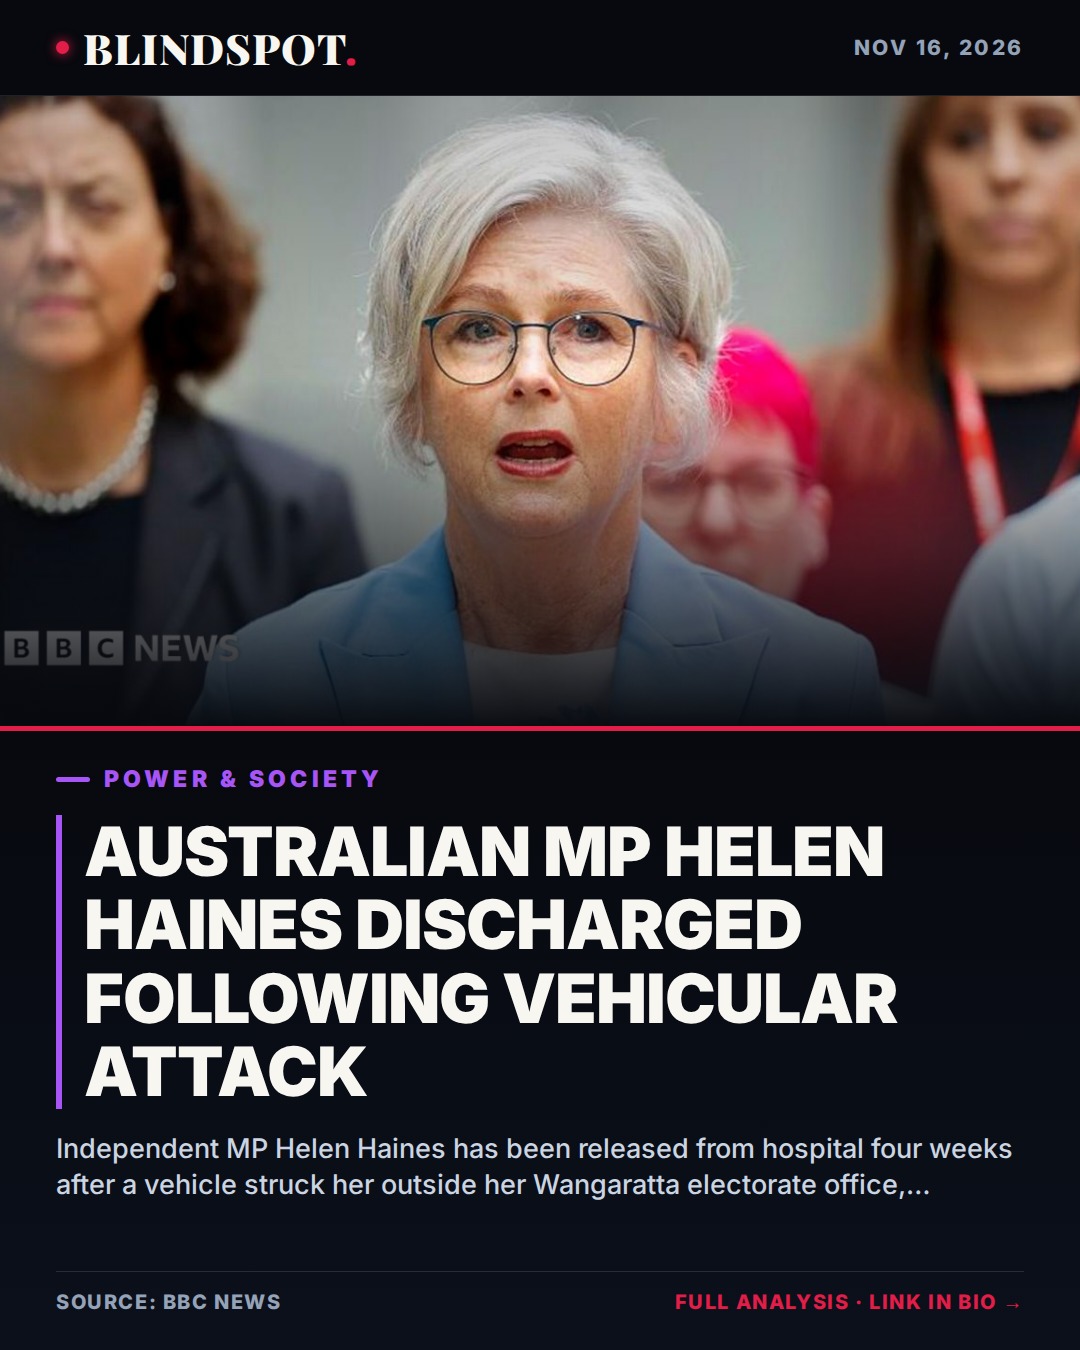 BLINDSPOT.
NOV 16, 2026
BBC NEWS
POWER & SOCIETY
AUSTRALIAN MP HELEN
HAINES DISCHARGED
FOLLOWING VEHICULAR
ATTACK
Independent MP Helen Haines has been released from hospital four weeks
after a vehicle struck her outside her Wangaratta electorate office,...
SOURCE: BBC NEWS
FULL ANALYSIS · LINK IN BIO →